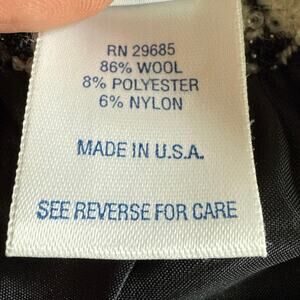 RN 29685
86% WOOL
8% POLYESTER
6% NYLON
MADE IN U.S.A.
SEE REVERSE FOR CARE